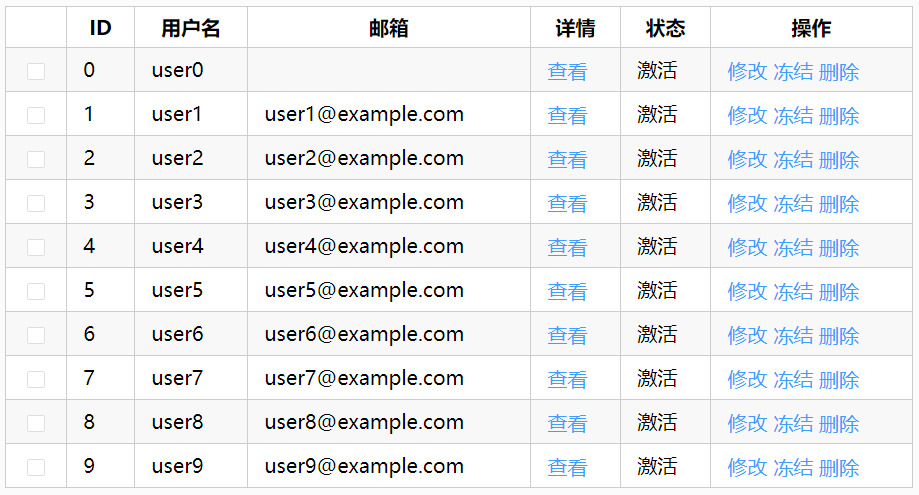 ID 用户名 邮箱 详情 状态 操作
0 user0 查看 激活 修改 冻结 删除
1 user1 user1@example.com 查看 激活 修改 冻结 删除
2 user2 user2@example.com 查看 激活 修改 冻结 删除
3 user3 user3@example.com 查看 激活 修改 冻结 删除
4 user4 user4@example.com 查看 激活 修改 冻结 删除
5 user5 user5@example.com 查看 激活 修改 冻结 删除
6 user6 user6@example.com 查看 激活 修改 冻结 删除
7 user7 user7@example.com 查看 激活 修改 冻结 删除
8 user8 user8@example.com 查看 激活 修改 冻结 删除
9 user9 user9@example.com 查看 激活 修改 冻结 删除